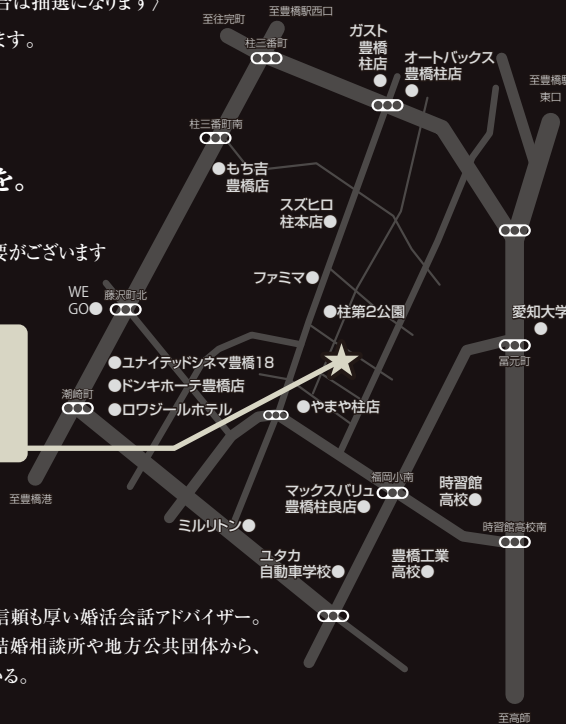 合は抽選になります〉
至往完町
至豊橋駅西口
ます。
柱三番町
ガスト
豊橋
柱店
オートバックス
豊橋柱店
至豊橋駅
東口
柱三番町南
もち吉
豊橋店
を。
スズヒロ
柱本店
要がございます
ファミマ
WE
GO
藤沢町北
柱第2公園
愛知大学
ユナイテッドシネマ豊橋18
富元町
ドンキホーテ豊橋店
潮崎町
ロワジールホテル
やまや柱店
福岡小南
マックスバリュ
豊橋柱良店
時習館
高校
至豊橋港
ミルリトン
時習館高校南
ユタカ
自動車学校
豊橋工業
高校
信頼も厚い婚活会話アドバイザー。
結婚相談所や地方公共団体から、
いる。
至高師